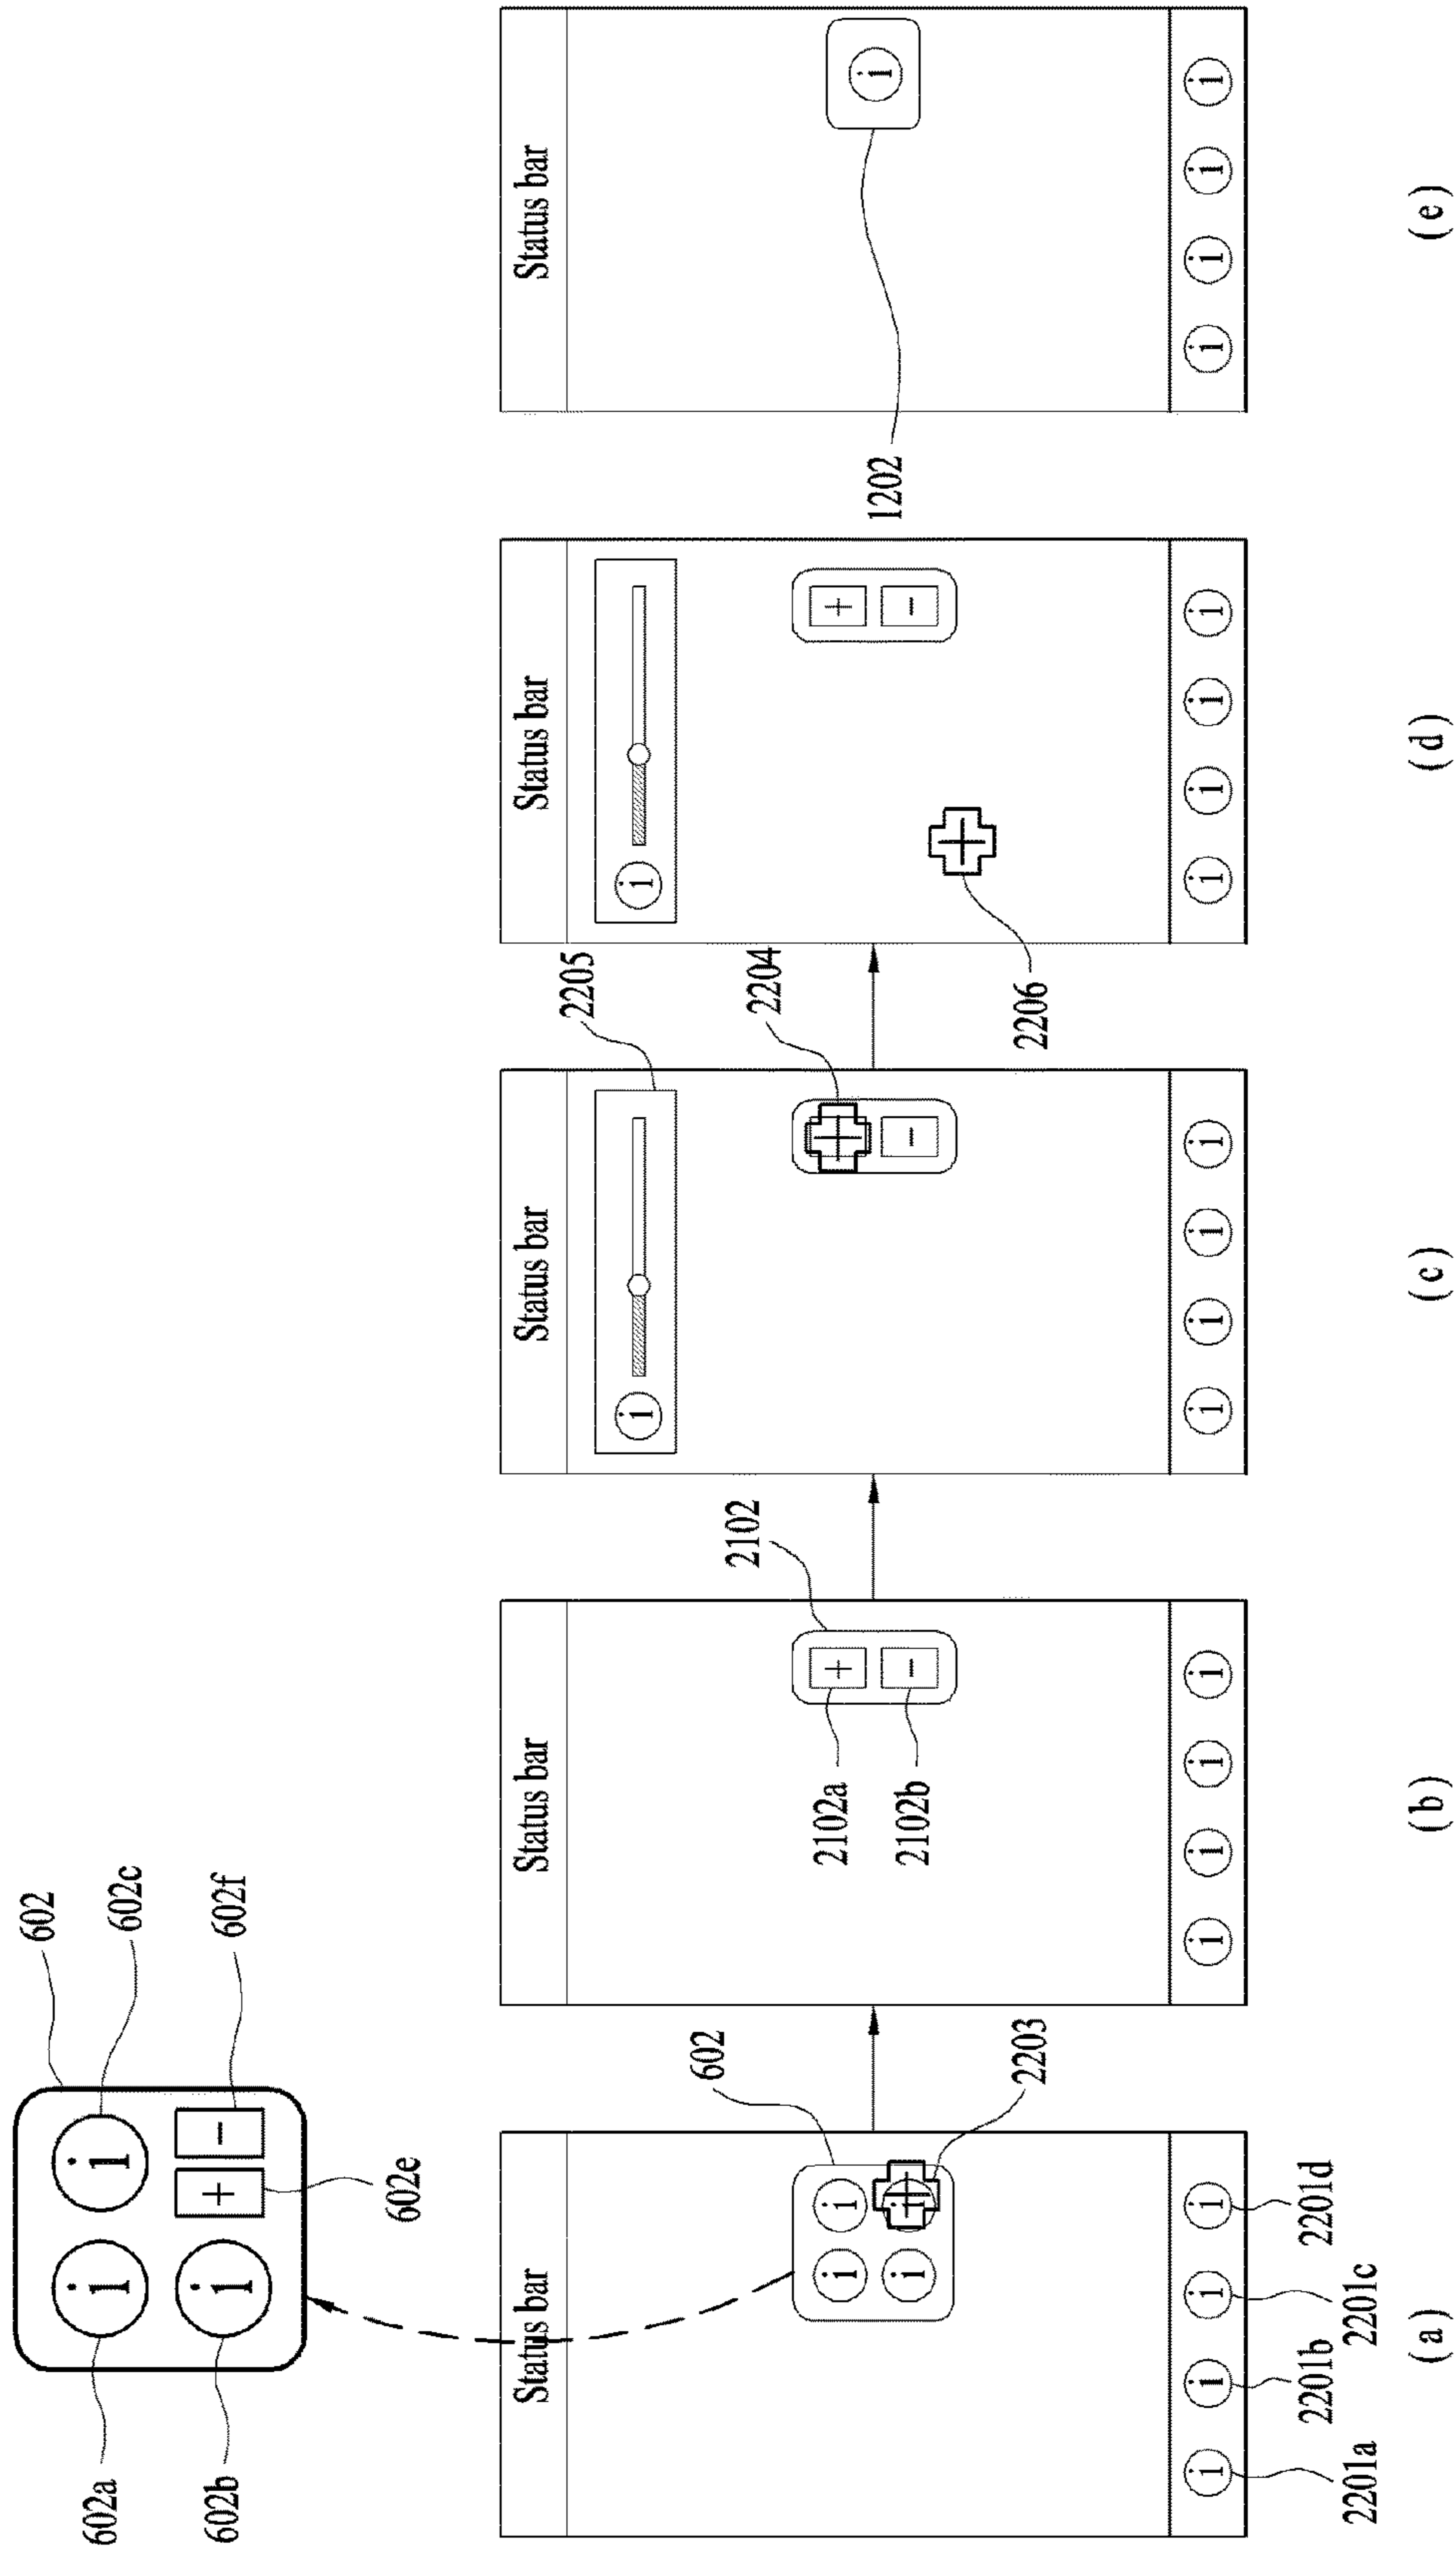 602
602a
i
i
602c
602b
i
+
-
602f
602e
Status bar
602
i
i
i
i
2203
i
i
i
i
2201a
2201b
2201c
2201d
(a)
Status bar
2102
+
2102a
-
2102b
i
i
i
i
(b)
Status bar
2205
i
2204
-
i
i
i
i
(c)
Status bar
i
+
-
2206
i
i
i
i
(d)
Status bar
i
1202
i
i
i
i
(e)